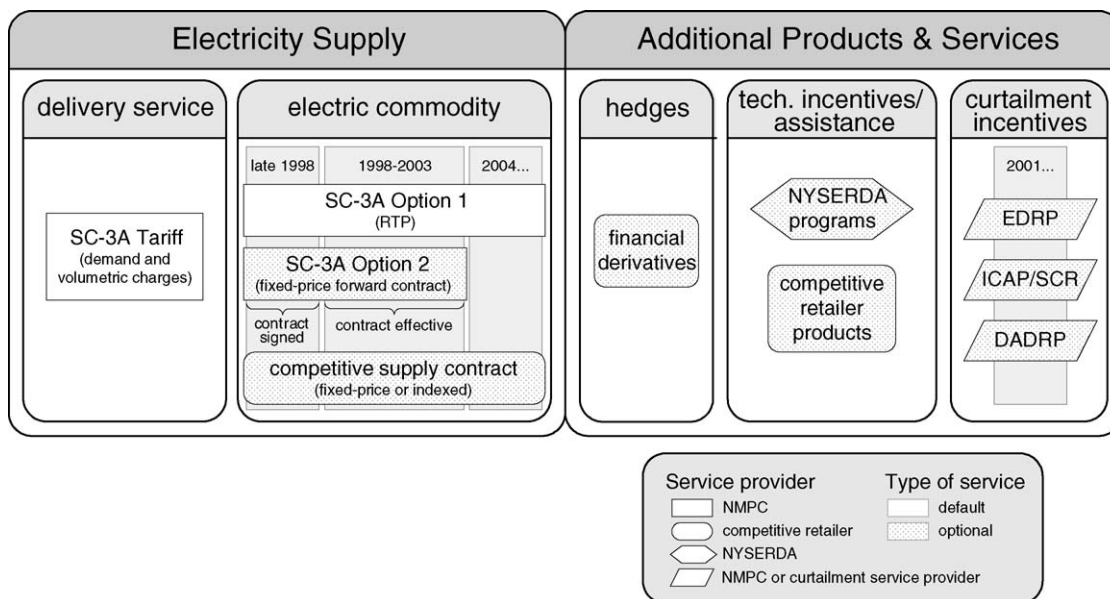 Electricity Supply
Additional Products & Services
delivery service
electric commodity
hedges
tech. incentives/
assistance
curtailment
incentives
late 1998
1998-2003
2004...
2001...
SC-3A Option 1
(RTP)
SC-3A Tariff
(demand and
volumetric charges)
SC-3A Option 2
(fixed-price forward contract)
contract
signed
contract effective
competitive supply contract
(fixed-price or indexed)
financial
derivatives
NYSERDA
programs
competitive
retailer
products
EDRP
ICAP/SCR
DADRP
Service provider
NMPC
competitive retailer
NYSERDA
NMPC or curtailment service provider
Type of service
default
optional